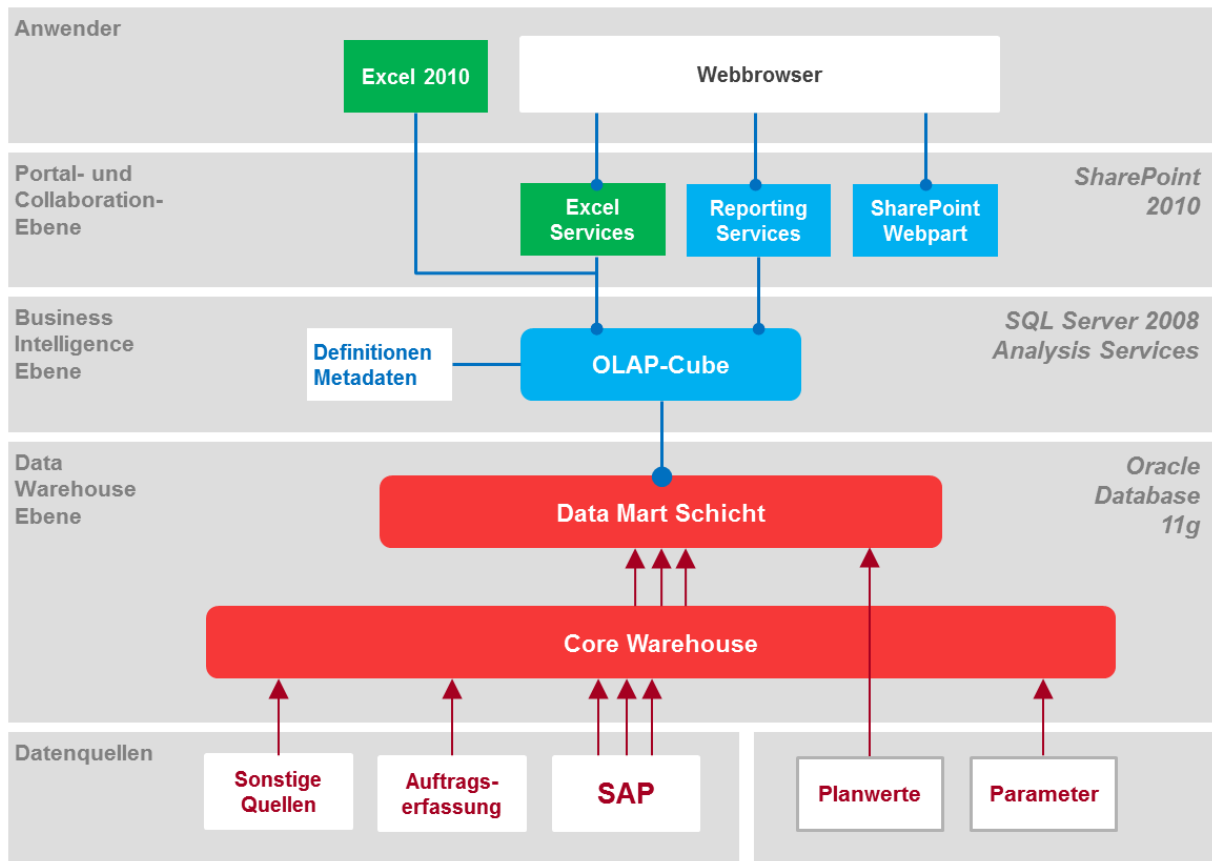 Anwender
Excel 2010
Webbrowser
Portal- und
Collaboration-
Ebene
Excel
Services
Reporting
Services
SharePoint
Webpart
SharePoint
2010
Business
Intelligence
Ebene
Definitionen
Metadaten
OLAP-Cube
SQL Server 2008
Analysis Services
Data
Warehouse
Ebene
Data Mart Schicht
Oracle
Database
11g
Core Warehouse
Datenquellen
Sonstige
Quellen
Auftrags-
erfassung
SAP
Planwerte
Parameter